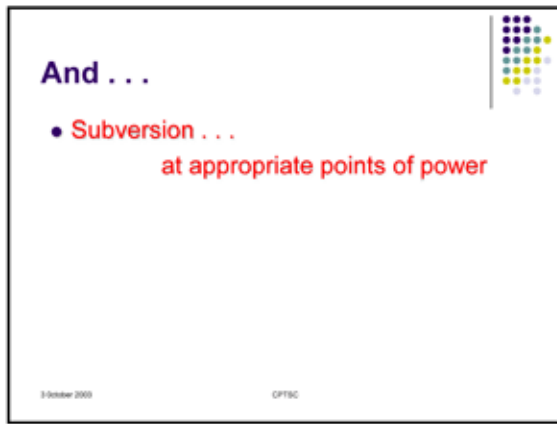 And . . .
Subversion . . .
at appropriate points of power
3 October 2003
CPTSC